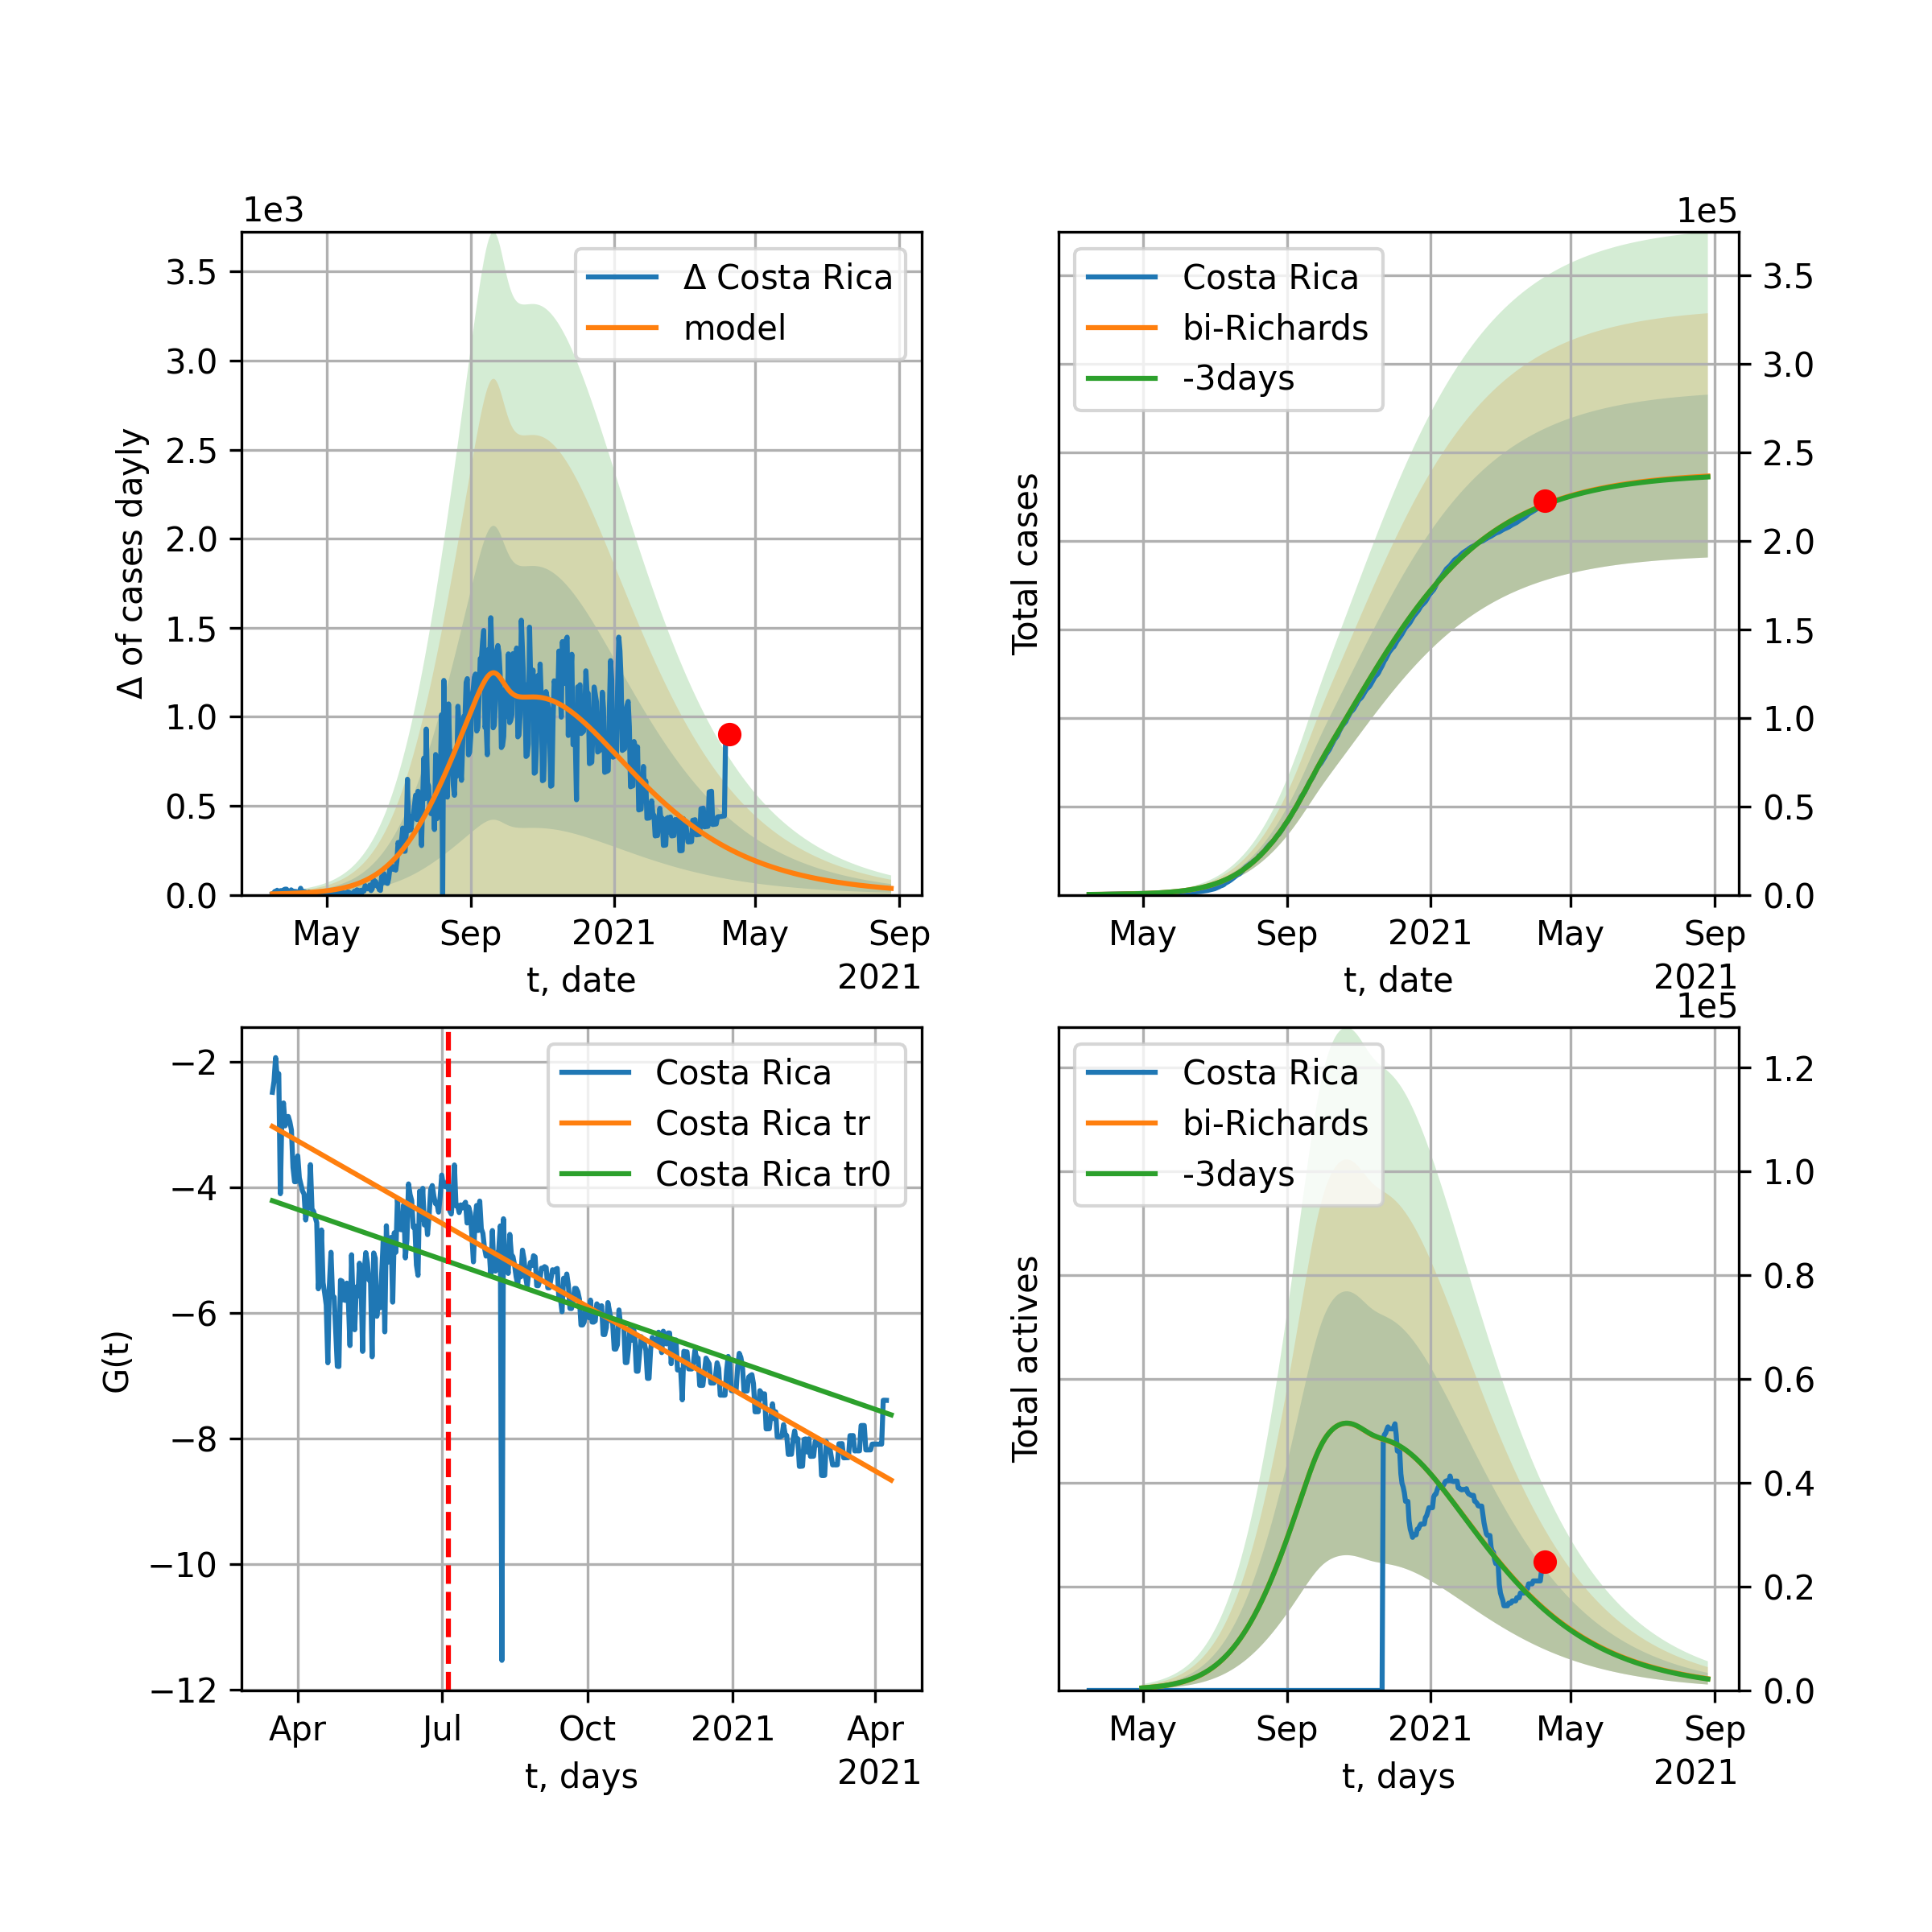 1e3
3.5
3.0
2.5
2.0
1.5
1.0
0.5
0.0
Δ of cases dayly
Δ Costa Rica
model
May Sep 2021 May Sep
t, date 2021
1e5
Costa Rica
bi-Richards
-3days
Total cases
3.5
3.0
2.5
2.0
1.5
1.0
0.5
0.0
May Sep 2021 May Sep
t, date 2021
−2
−4
−6
−8
−10
−12
G(t)
Costa Rica
Costa Rica tr
Costa Rica tr0
Apr Jul Oct 2021 Apr
t, days 2021
1e5
Costa Rica
bi-Richards
-3days
Total actives
1.2
1.0
0.8
0.6
0.4
0.2
0.0
May Sep 2021 May Sep
t, days 2021